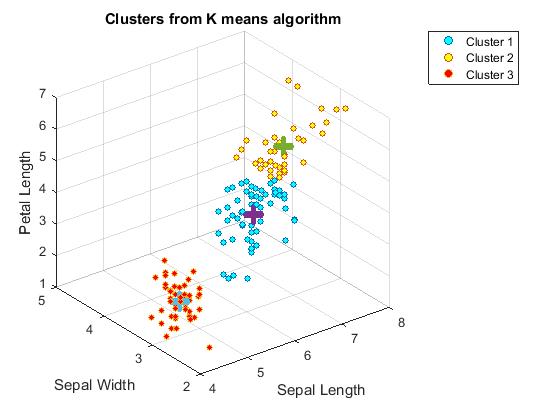 Clusters from K means algorithm
Cluster 1
Cluster 2
Cluster 3
Petal Length
7
6
5
4
3
2
1
Sepal Width
5
4
3
2
Sepal Length
4
5
6
7
8